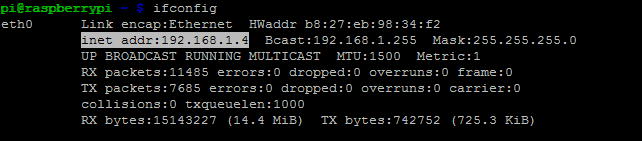 pi@raspberrypi ~ $ ifconfig
eth0      Link encap:Ethernet  HWaddr b8:27:eb:98:34:f2
          inet addr:192.168.1.4  Bcast:192.168.1.255  Mask:255.255.255.0
          UP BROADCAST RUNNING MULTICAST  MTU:1500  Metric:1
          RX packets:11485 errors:0 dropped:0 overruns:0 frame:0
          TX packets:7685 errors:0 dropped:0 overruns:0 carrier:0
          collisions:0 txqueuelen:1000
          RX bytes:15143227 (14.4 MiB)  TX bytes:742752 (725.3 KiB)